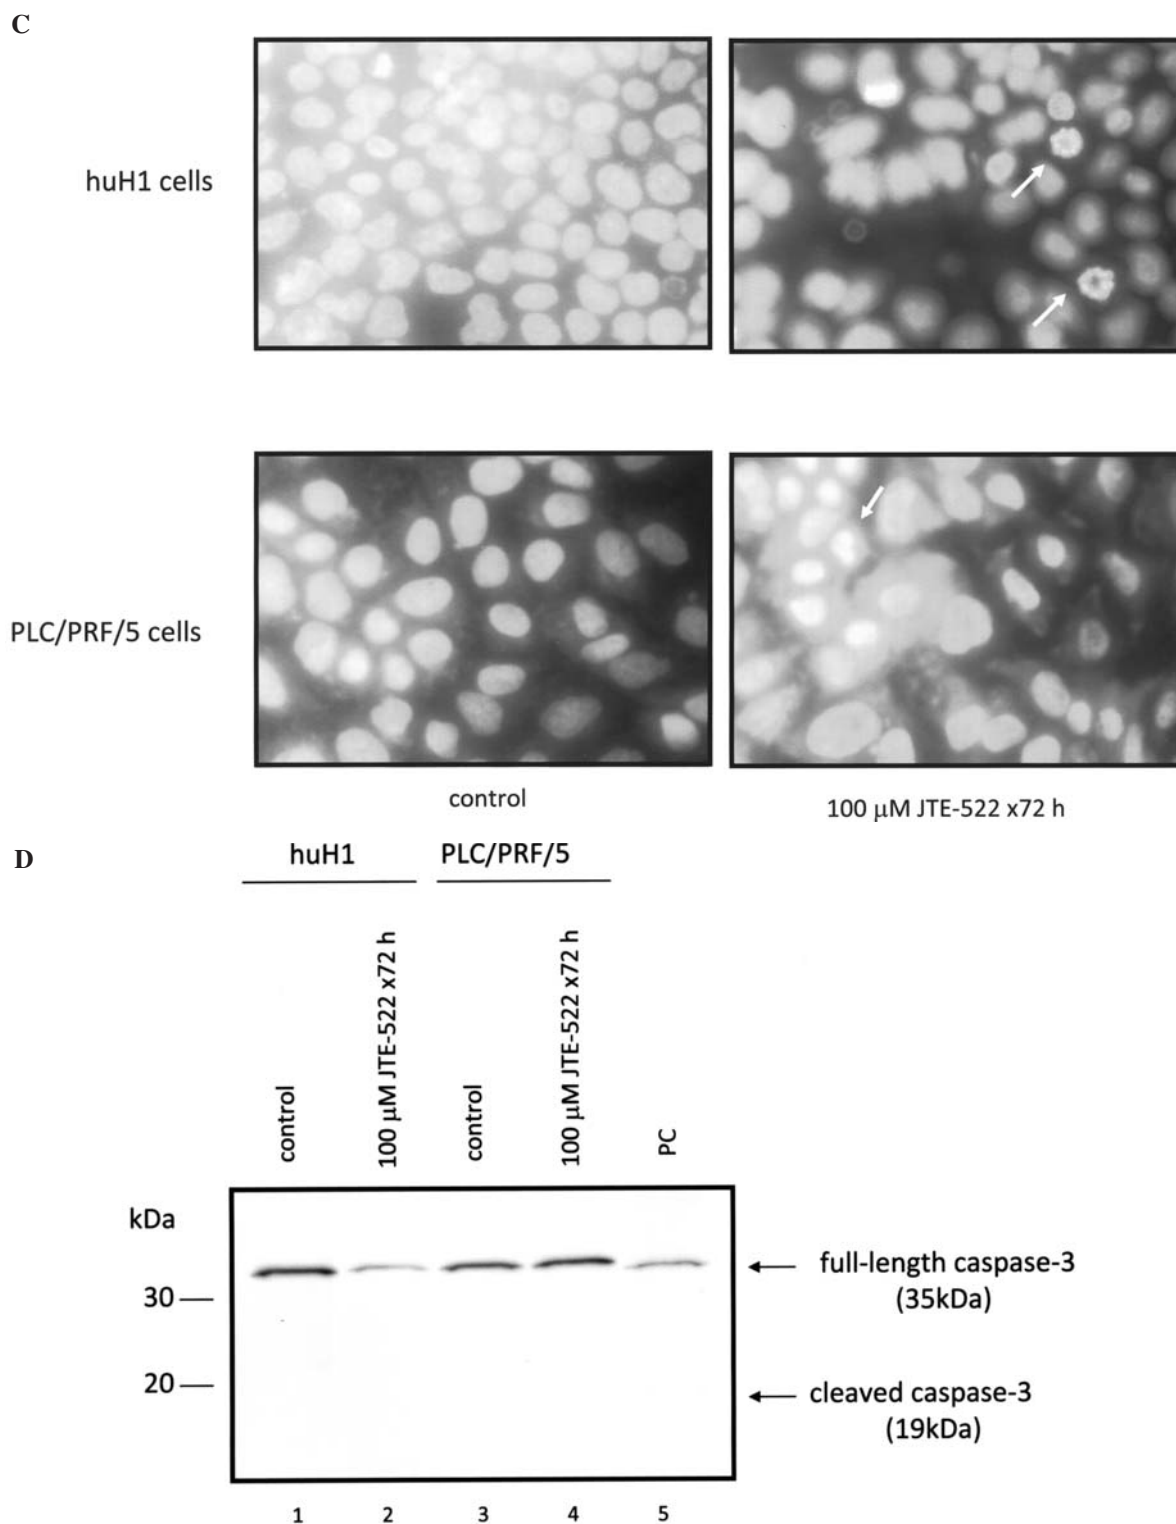 C
huH1 cells
PLC/PRF/5 cells
control
100 μM JTE-522 x72 h
D
huH1
PLC/PRF/5
control
100 μM JTE-522 x72 h
control
100 μM JTE-522 x72 h
PC
kDa
30
20
full-length caspase-3
(35kDa)
cleaved caspase-3
(19kDa)
1 2 3 4 5